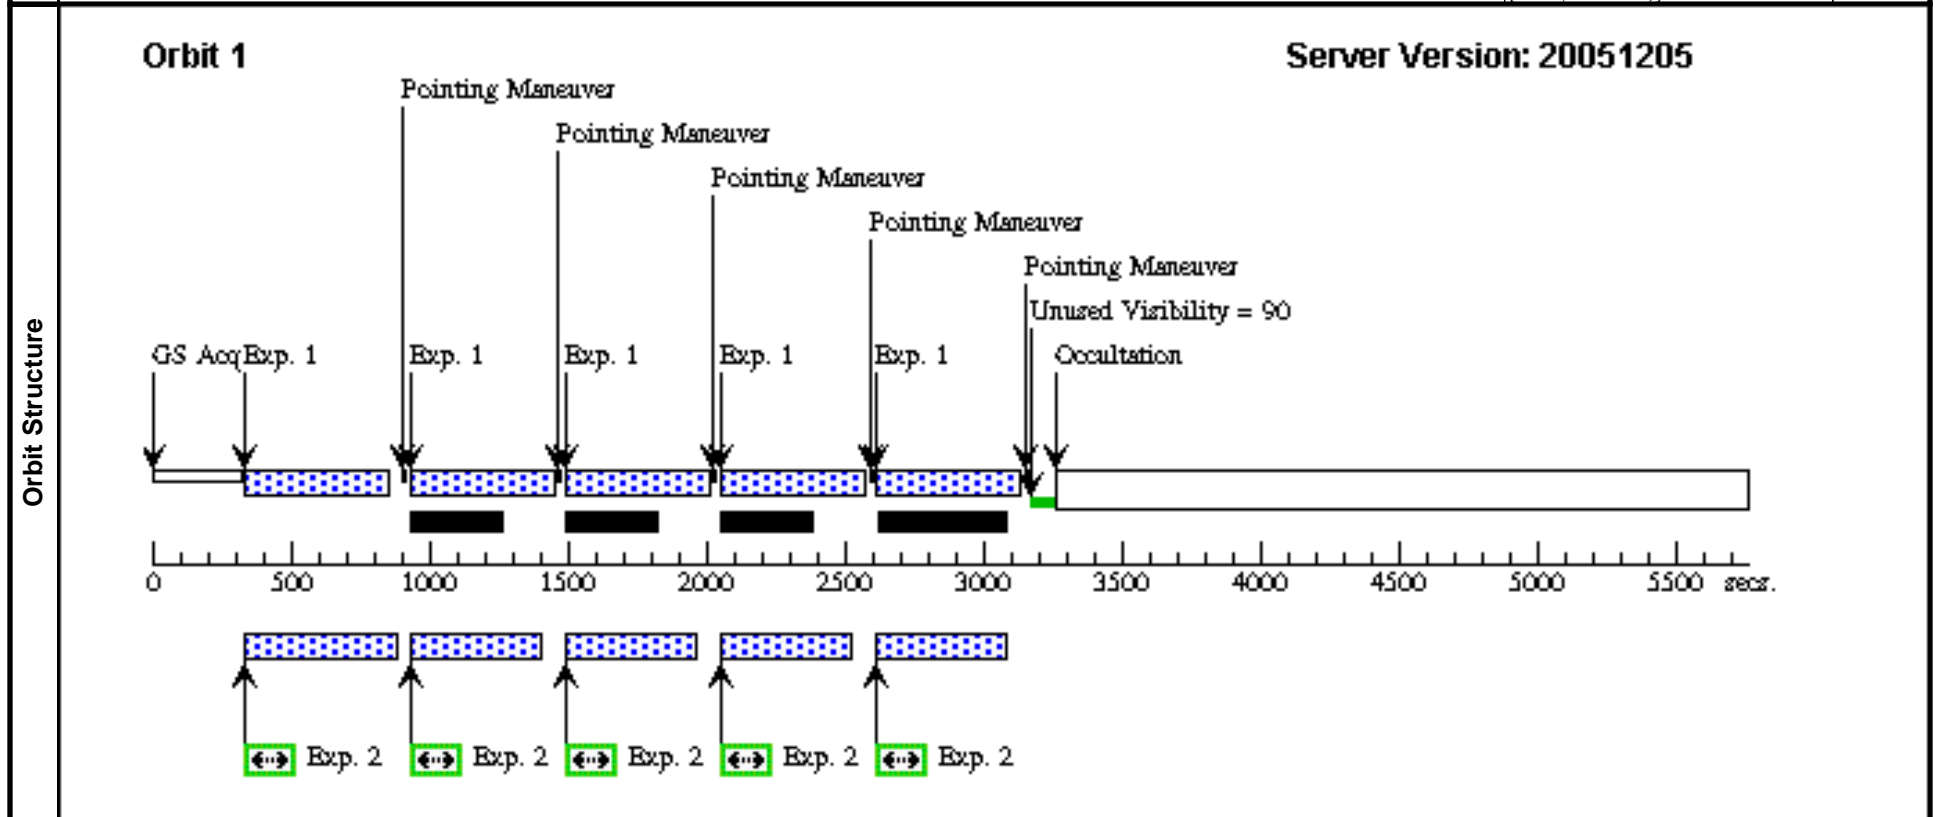 Orbit 1
Server Version: 20051205
Pointing Maneuver
Pointing Maneuver
Pointing Maneuver
Pointing Maneuver
Pointing Maneuver
Unused Visibility = 90
GS Acq Exp. 1 Exp. 1 Exp. 1 Exp. 1 Exp. 1 Occultation
0 500 1000 1500 2000 2500 3000 3500 4000 4500 5000 5500 secs.
Exp. 2 Exp. 2 Exp. 2 Exp. 2 Exp. 2
Orbit Structure